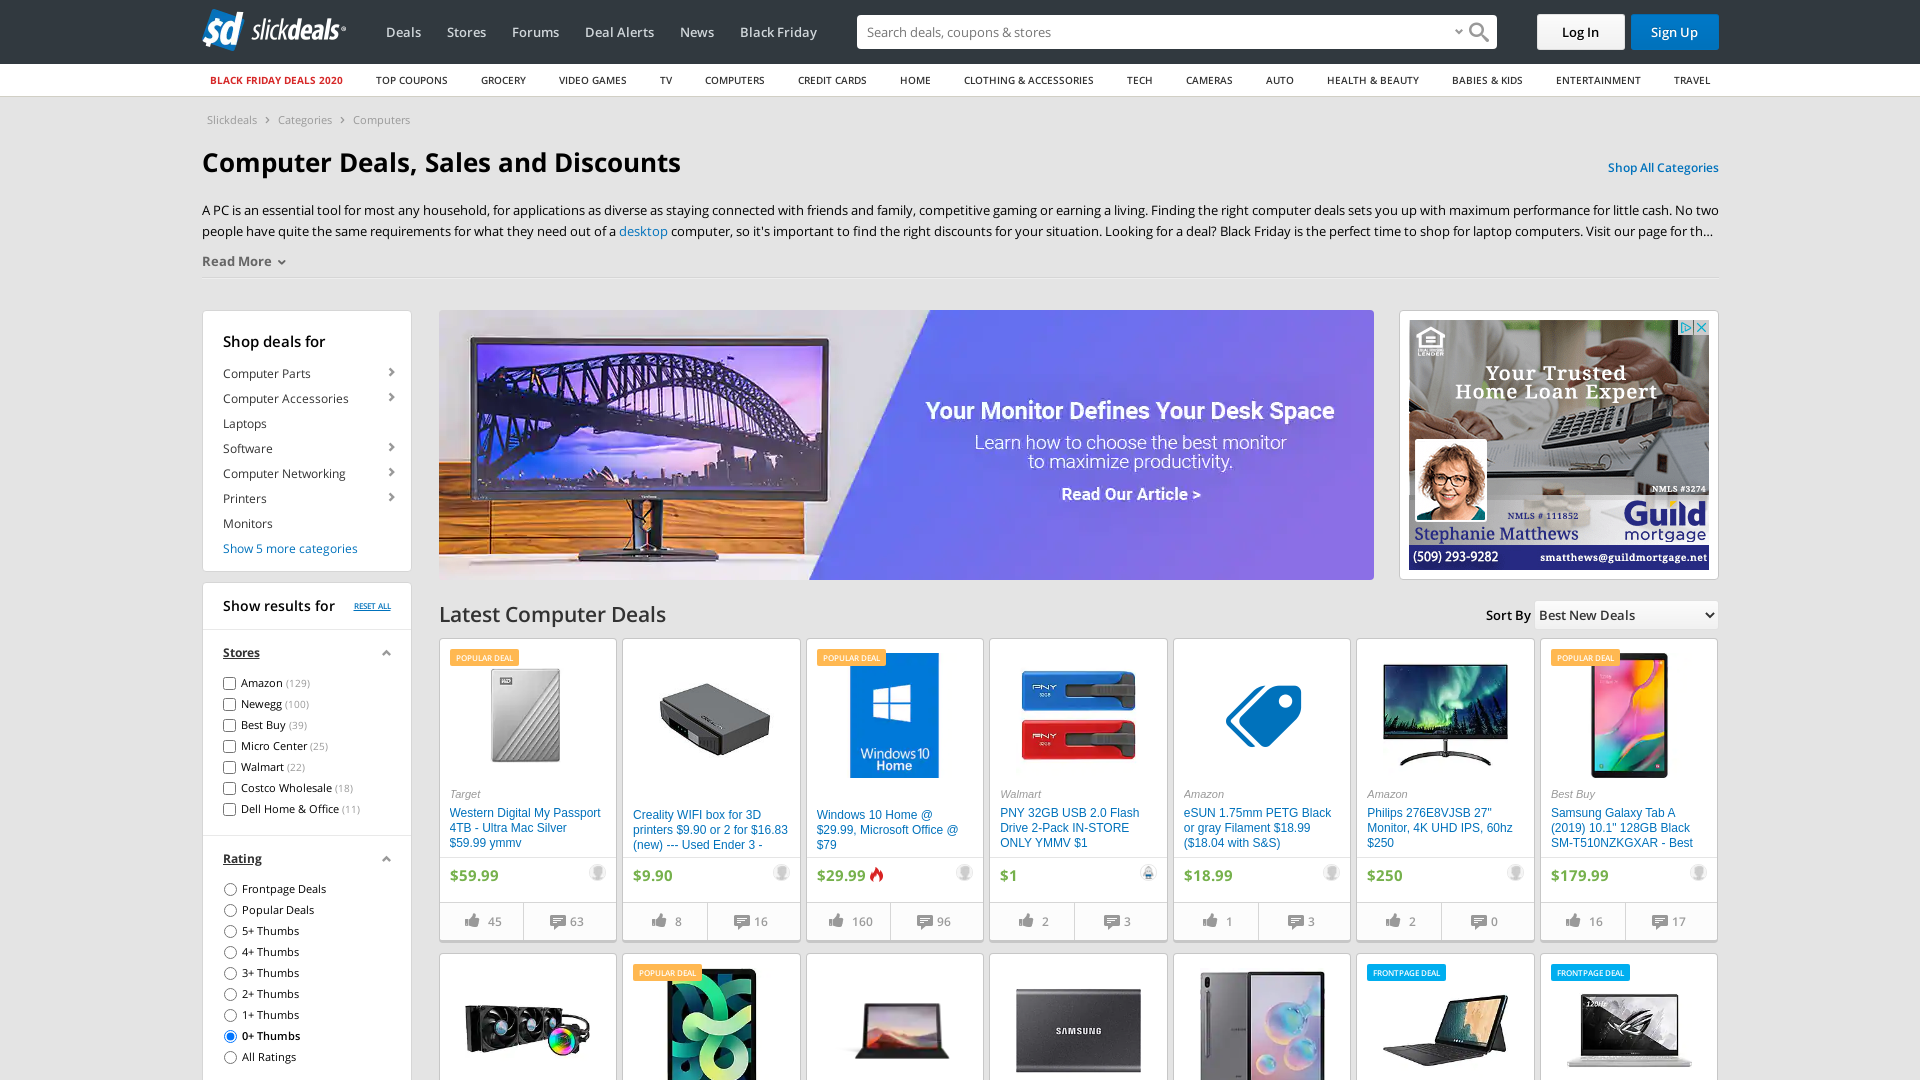 sd slickdeals
Deals
Stores
Forums
Deal Alerts
News
Black Friday
Search deals, coupons & stores
Log In
Sign Up
BLACK FRIDAY DEALS 2020
TOP COUPONS
GROCERY
VIDEO GAMES
TV
COMPUTERS
CREDIT CARDS
HOME
CLOTHING & ACCESSORIES
TECH
CAMERAS
AUTO
HEALTH & BEAUTY
BABIES & KIDS
ENTERTAINMENT
TRAVEL
Slickdeals > Categories > Computers
Computer Deals, Sales and Discounts
Shop All Categories
A PC is an essential tool for most any household, for applications as diverse as staying connected with friends and family, competitive gaming or earning a living. Finding the right computer deals sets you up with maximum performance for little cash. No two
people have quite the same requirements for what they need out of a desktop computer, so it's important to find the right discounts for your situation. Looking for a deal? Black Friday is the perfect time to shop for laptop computers. Visit our page for th...
Read More
Shop deals for
Computer Parts
Computer Accessories
Laptops
Software
Computer Networking
Printers
Monitors
Show 5 more categories
Your Monitor Defines Your Desk Space
Learn how to choose the best monitor
to maximize productivity.
Read Our Article >
Your Trusted
Home Loan Expert
NMLS #3274
NMLS # 111852
Guild
mortgage
Stephanie Matthews
(509) 293-9282
smatthews@guildmortgage.net
Show results for
RESET ALL
Stores
Amazon (129)
Newegg (100)
Best Buy (39)
Micro Center (25)
Walmart (22)
Costco Wholesale (18)
Dell Home & Office (11)
Rating
Frontpage Deals
Popular Deals
5+ Thumbs
4+ Thumbs
3+ Thumbs
2+ Thumbs
1+ Thumbs
0+ Thumbs
All Ratings
Latest Computer Deals
Sort By
Best New Deals
POPULAR DEAL
WD
Target
Western Digital My Passport
4TB - Ultra Mac Silver
$59.99 ymmv
$59.99
45
63
Creality WIFI box for 3D
printers $9.90 or 2 for $16.83
(new) --- Used Ender 3 -
$9.90
8
16
POPULAR DEAL
Windows 10
Home
Windows 10 Home @
$29.99, Microsoft Office @
$79
$29.99
160
96
PNY
32GB
PNY
32GB
Walmart
PNY 32GB USB 2.0 Flash
Drive 2-Pack IN-STORE
ONLY YMMV $1
$1
2
3
Amazon
eSUN 1.75mm PETG Black
or gray Filament $18.99
($18.04 with S&S)
$18.99
1
3
Amazon
Philips 276E8VJSB 27"
Monitor, 4K UHD IPS, 60hz
$250
$250
2
0
POPULAR DEAL
Best Buy
Samsung Galaxy Tab A
(2019) 10.1" 128GB Black
SM-T510NZKGXAR - Best
$179.99
16
17
POPULAR DEAL
SAMSUNG
FRONTPAGE DEAL
FRONTPAGE DEAL
120Hz